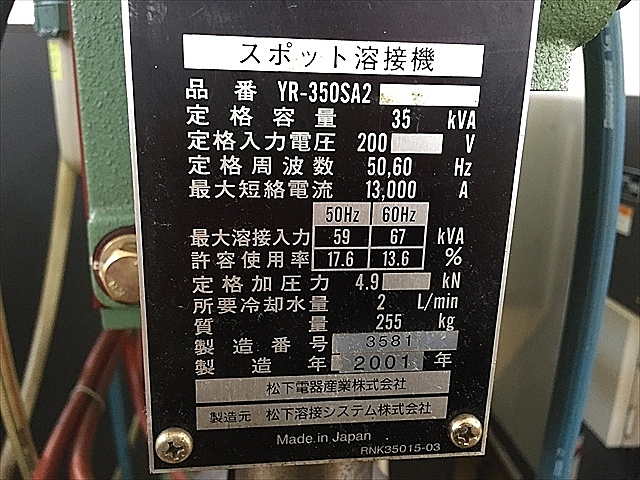 スポット溶接機
品番 YR-350SA2
定格容量 35 kVA
定格入力電圧 200 V
定格周波数 50,60 Hz
最大短絡電流 13,000 A
50Hz 60Hz
最大溶接入力 59 67 kVA
許容使用率 17.6 13.6 %
定格加圧力 4.9 kN
所要冷却水量 2 L/min
質量 255 kg
製造番号 3581
製造年 2001 年
松下電器産業株式会社
製造元 松下溶接システム株式会社
Made in Japan
RNK35015-03